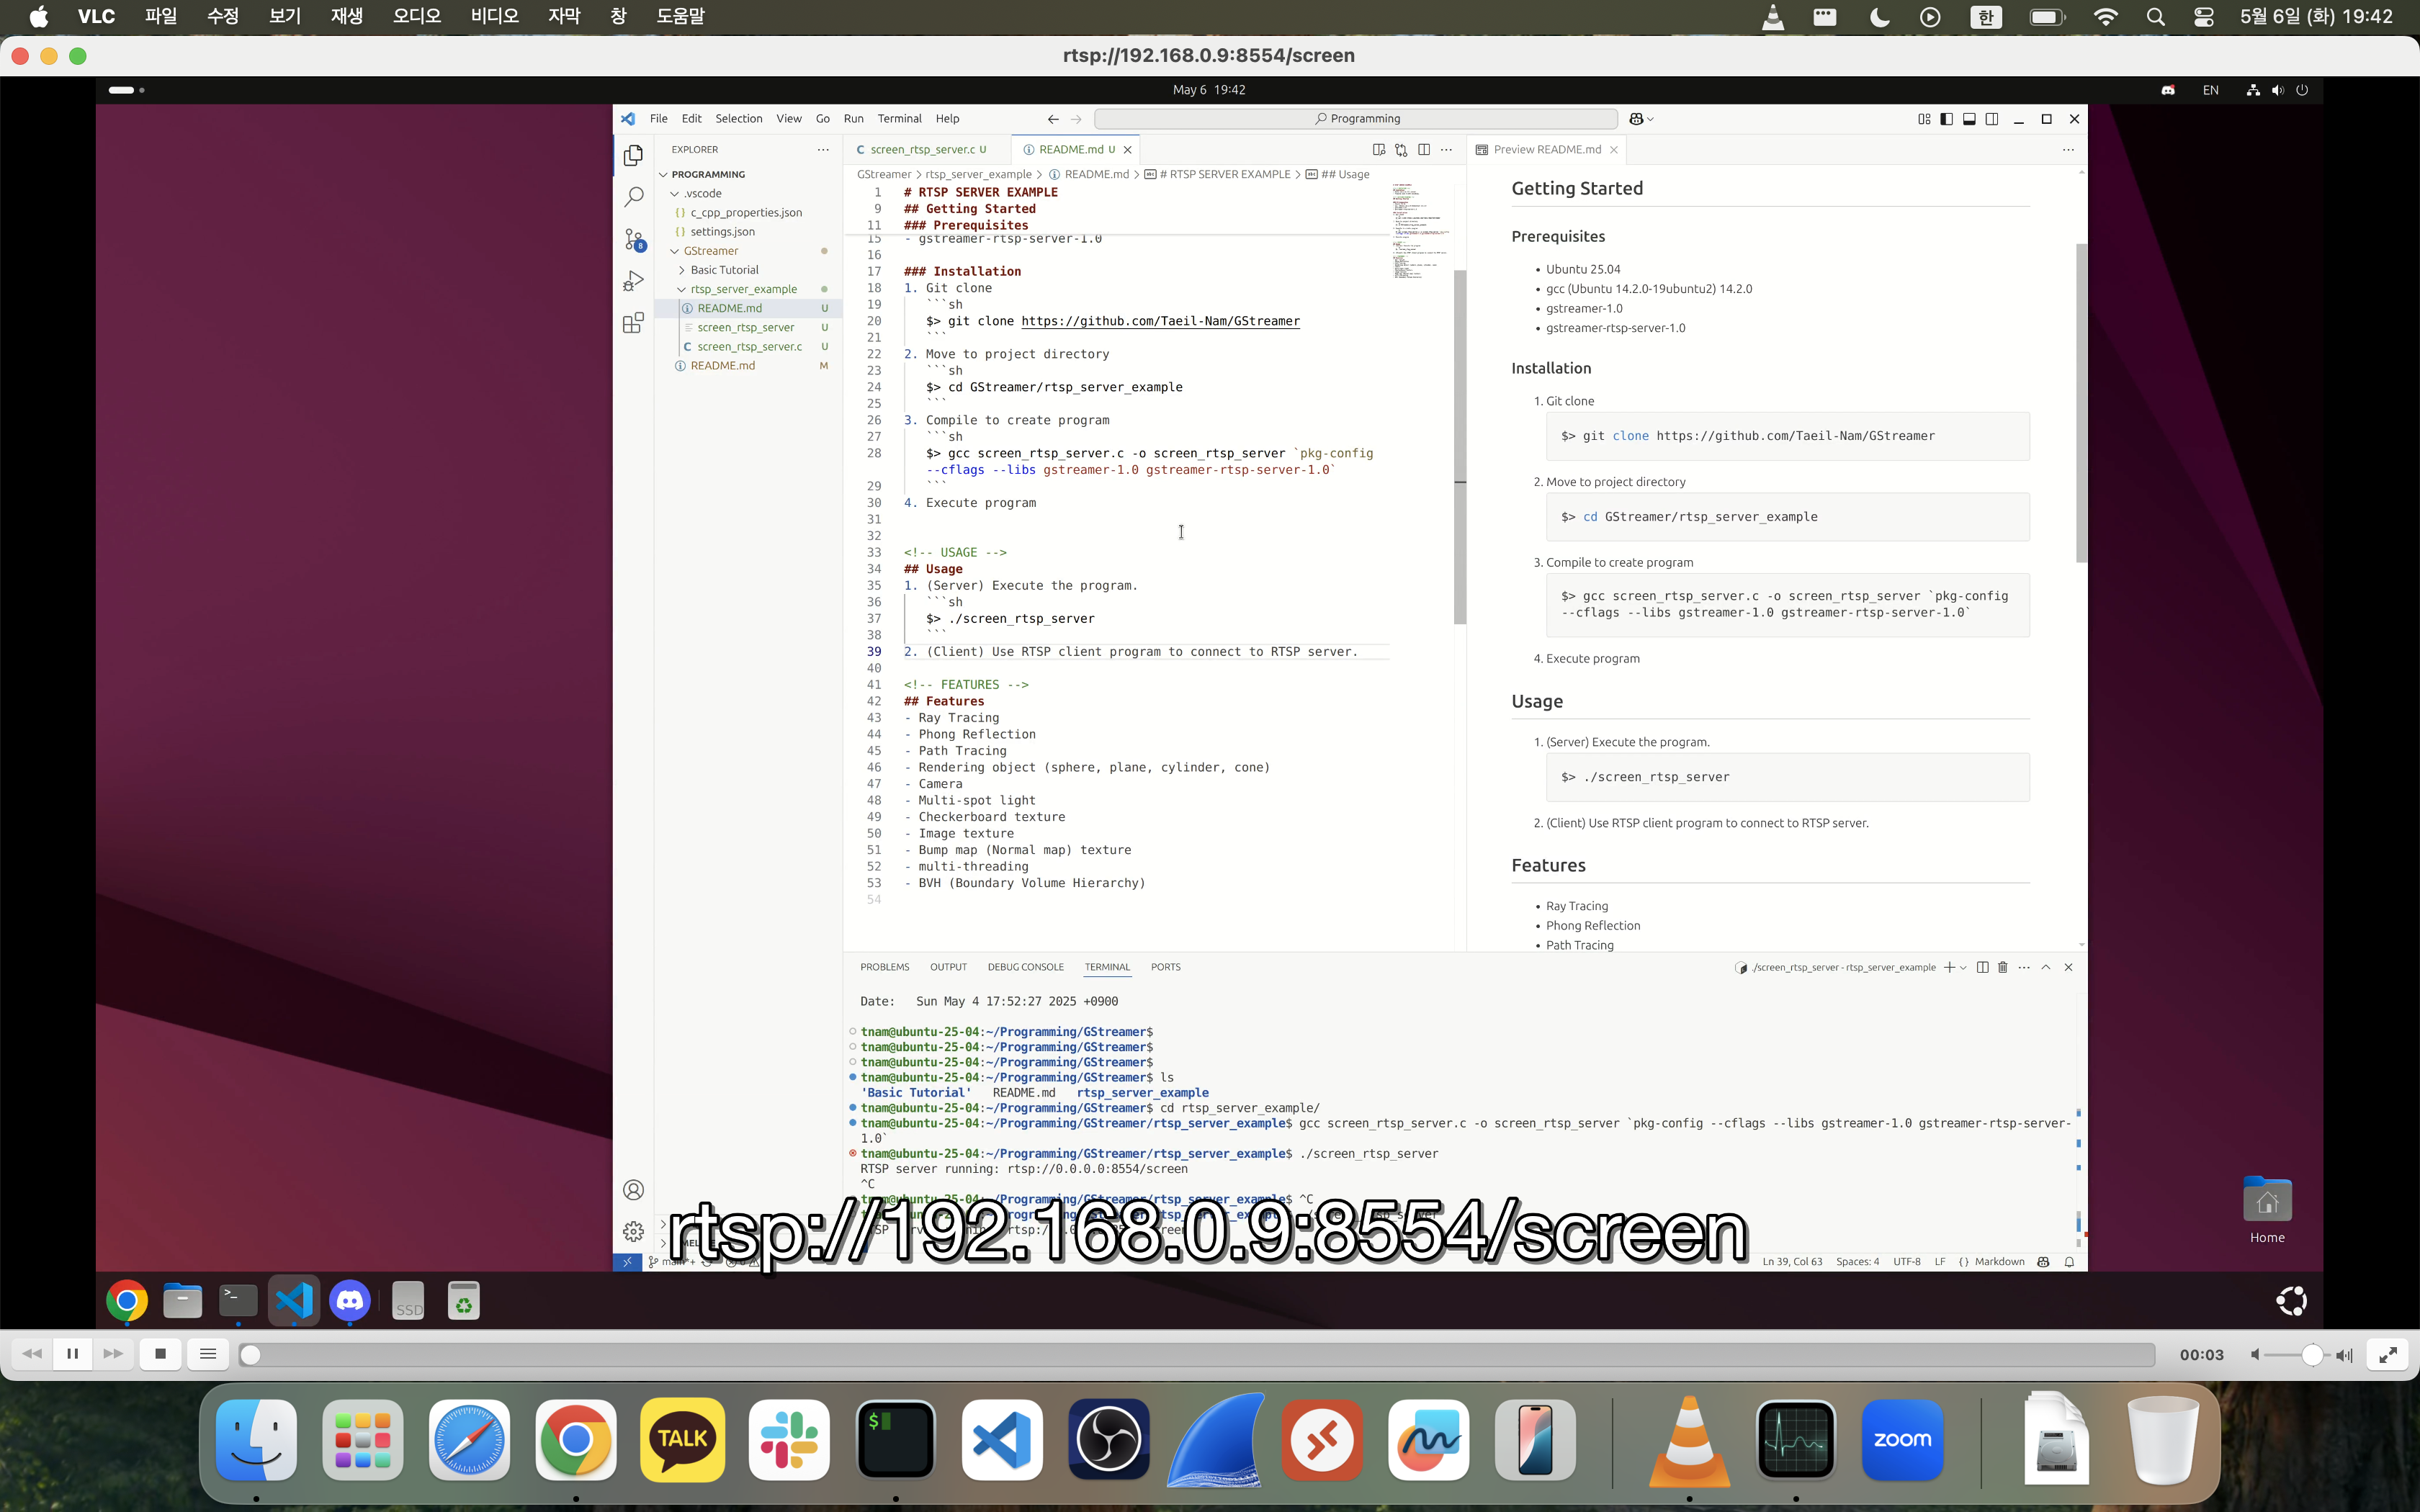 VLC 파일 수정 보기 재생 오디오 비디오 자막 창 도움말 한 5월 6일 (화) 19:42
rtsp://192.168.0.9:8554/screen
May 6 19:42
EN
File Edit Selection View Go Run Terminal Help Programming
EXPLORER
PROGRAMMING
.vscode
{} c_cpp_properties.json
{} settings.json
GStreamer
Basic Tutorial
rtsp_server_example
README.md U
screen_rtsp_server U
C screen_rtsp_server.c U
README.md M
8
C screen_rtsp_server.c U README.md U
GStreamer > rtsp_server_example > README.md > # RTSP SERVER EXAMPLE > ## Usage
1 # RTSP SERVER EXAMPLE
9 ## Getting Started
11 ### Prerequisites
15 - gstreamer-rtsp-server-1.0
16
17 ### Installation
18 1. Git clone
19 ```sh
20 $> git clone https://github.com/Taeil-Nam/GStreamer
21 ```
22 2. Move to project directory
23 ```sh
24 $> cd GStreamer/rtsp_server_example
25 ```
26 3. Compile to create program
27 ```sh
28 $> gcc screen_rtsp_server.c -o screen_rtsp_server `pkg-config
--cflags --libs gstreamer-1.0 gstreamer-rtsp-server-1.0`
29 ```
30 4. Execute program
31
32
33 <!-- USAGE -->
34 ## Usage
35 1. (Server) Execute the program.
36 ```sh
37 $> ./screen_rtsp_server
38 ```
39 2. (Client) Use RTSP client program to connect to RTSP server.
40
41 <!-- FEATURES -->
42 ## Features
43 - Ray Tracing
44 - Phong Reflection
45 - Path Tracing
46 - Rendering object (sphere, plane, cylinder, cone)
47 - Camera
48 - Multi-spot light
49 - Checkerboard texture
50 - Image texture
51 - Bump map (Normal map) texture
52 - multi-threading
53 - BVH (Boundary Volume Hierarchy)
54
Preview README.md
Getting Started
Prerequisites
• Ubuntu 25.04
• gcc (Ubuntu 14.2.0-19ubuntu2) 14.2.0
• gstreamer-1.0
• gstreamer-rtsp-server-1.0
Installation
1. Git clone
$> git clone https://github.com/Taeil-Nam/GStreamer
2. Move to project directory
$> cd GStreamer/rtsp_server_example
3. Compile to create program
$> gcc screen_rtsp_server.c -o screen_rtsp_server `pkg-config
--cflags --libs gstreamer-1.0 gstreamer-rtsp-server-1.0`
4. Execute program
Usage
1. (Server) Execute the program.
$> ./screen_rtsp_server
2. (Client) Use RTSP client program to connect to RTSP server.
Features
• Ray Tracing
• Phong Reflection
• Path Tracing
PROBLEMS OUTPUT DEBUG CONSOLE TERMINAL PORTS ./screen_rtsp_server - rtsp_server_example
Date: Sun May 4 17:52:27 2025 +0900
tnam@ubuntu-25-04:~/Programming/GStreamer$
tnam@ubuntu-25-04:~/Programming/GStreamer$
tnam@ubuntu-25-04:~/Programming/GStreamer$
tnam@ubuntu-25-04:~/Programming/GStreamer$ ls
'Basic Tutorial' README.md rtsp_server_example
tnam@ubuntu-25-04:~/Programming/GStreamer$ cd rtsp_server_example/
tnam@ubuntu-25-04:~/Programming/GStreamer/rtsp_server_example$ gcc screen_rtsp_server.c -o screen_rtsp_server `pkg-config --cflags --libs gstreamer-1.0 gstreamer-rtsp-server-
1.0`
tnam@ubuntu-25-04:~/Programming/GStreamer/rtsp_server_example$ ./screen_rtsp_server
RTSP server running: rtsp://0.0.0.0:8554/screen
^C
tnam@ubuntu-25-04:~/Programming/GStreamer/rtsp_server_example$ ^C
rtsp://192.168.0.9:8554/screen
Ln 39, Col 63 Spaces: 4 UTF-8 LF {} Markdown
Home
SSD
00:03
TALK
zoom